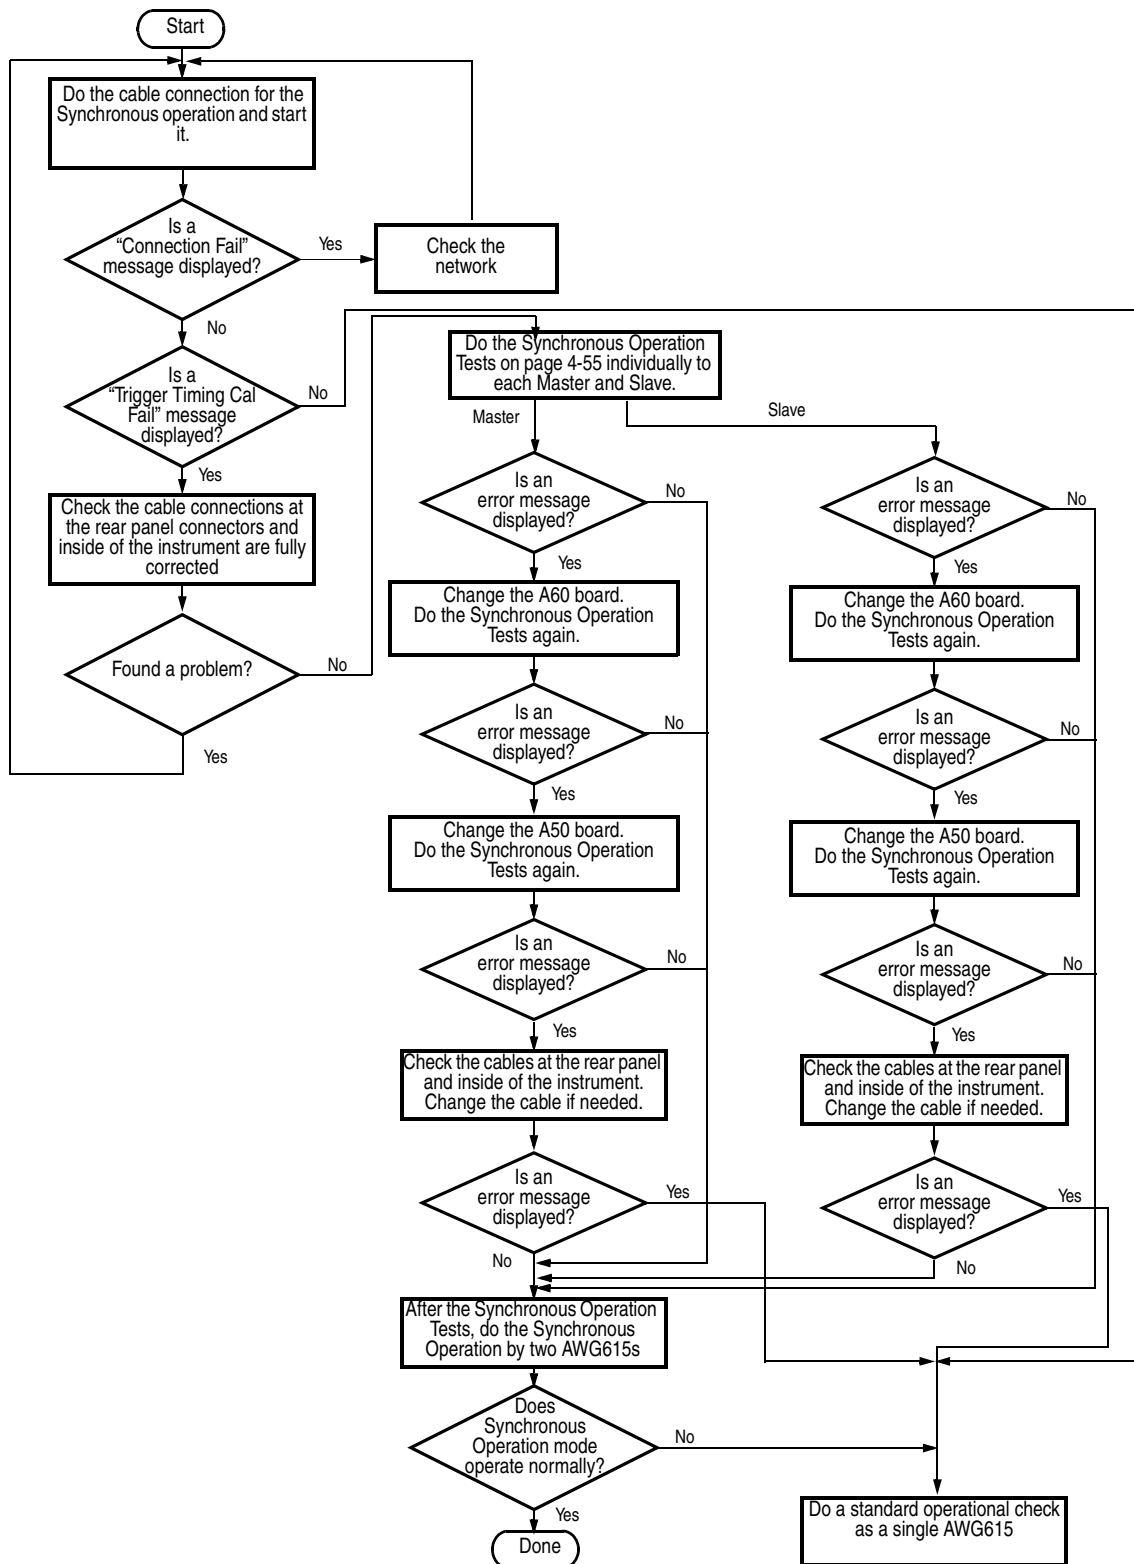 Start
Do the cable connection for the
Synchronous operation and start
it.
Is a
“Connection Fail”
message displayed?
Yes
Check the
network
No
Is a
“Trigger Timing Cal
Fail” message
displayed?
No
Yes
Check the cable connections at
the rear panel connectors and
inside of the instrument are fully
corrected
Found a problem?
No
Yes
Do the Synchronous Operation
Tests on page 4-55 individually to
each Master and Slave.
Master
Slave
Is an
error message
displayed?
No
Yes
Change the A60 board.
Do the Synchronous Operation
Tests again.
Is an
error message
displayed?
No
Yes
Change the A50 board.
Do the Synchronous Operation
Tests again.
Is an
error message
displayed?
No
Yes
Check the cables at the rear panel
and inside of the instrument.
Change the cable if needed.
Is an
error message
displayed?
Yes
No
Is an
error message
displayed?
No
Yes
Change the A60 board.
Do the Synchronous Operation
Tests again.
Is an
error message
displayed?
No
Yes
Change the A50 board.
Do the Synchronous Operation
Tests again.
Is an
error message
displayed?
No
Yes
Check the cables at the rear panel
and inside of the instrument.
Change the cable if needed.
Is an
error message
displayed?
Yes
No
After the Synchronous Operation
Tests, do the Synchronous
Operation by two AWG615s
Does
Synchronous
Operation mode
operate normally?
No
Yes
Done
Do a standard operational check
as a single AWG615